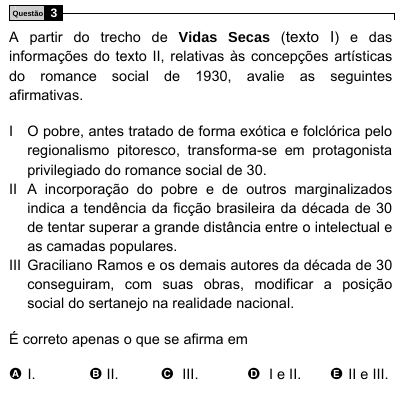 Questão 3
A partir do trecho de Vidas Secas (texto I) e das
informações do texto II, relativas às concepções artísticas
do romance social de 1930, avalie as seguintes
afirmativas.
I O pobre, antes tratado de forma exótica e folclórica pelo
regionalismo pitoresco, transforma-se em protagonista
privilegiado do romance social de 30.
II A incorporação do pobre e de outros marginalizados
indica a tendência da ficção brasileira da década de 30
de tentar superar a grande distância entre o intelectual e
as camadas populares.
III Graciliano Ramos e os demais autores da década de 30
conseguiram, com suas obras, modificar a posição
social do sertanejo na realidade nacional.
É correto apenas o que se afirma em
A I. B II. C III. D I e II. E II e III.